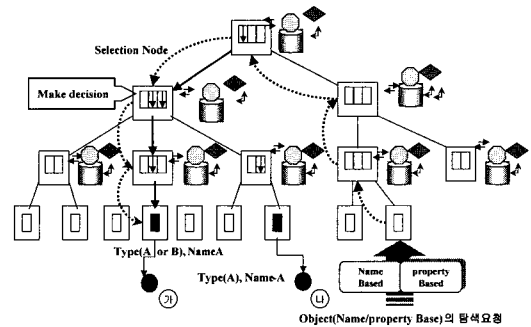 Selection Node
Make decision
Type(A or B), NameA
Type(A), Name-A
가
나
Name Based
property Based
Object(Name/property Base)의 탐색요청